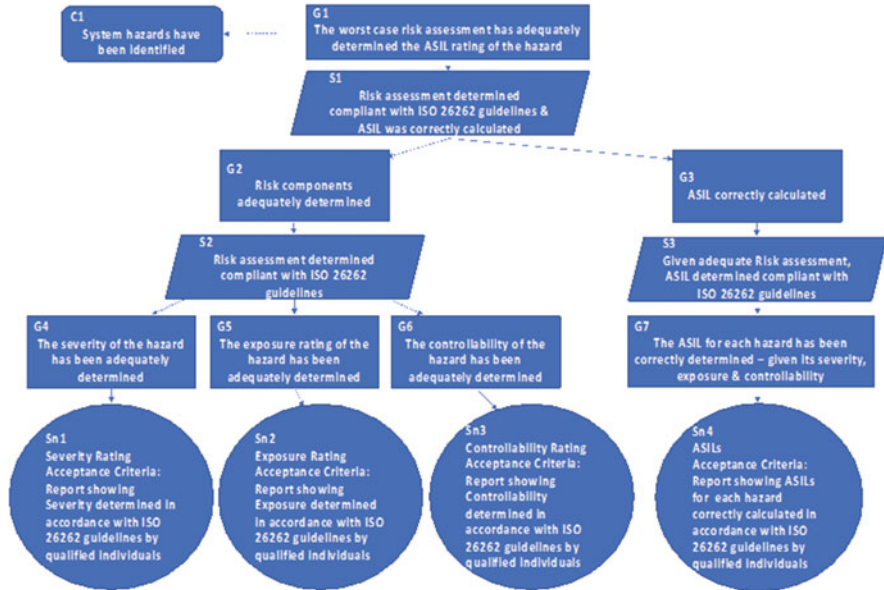 C1
System hazards have
been identified
G1
The worst case risk assessment has adequately
determined the ASIL rating of the hazard
S1
Risk assessment determined
compliant with ISO 26262 guidelines &
ASIL was correctly calculated
G2
Risk components
adequately determined
G3
ASIL correctly calculated
S2
Risk assessment determined
compliant with ISO 26262
guidelines
S3
Given adequate Risk assessment,
ASIL determined compliant with
ISO 26262 guidelines
G4
The severity of the hazard
has been adequately
determined
G5
The exposure rating of the
hazard has been
adequately determined
G6
The controllability of the
hazard has been
adequately determined
G7
The ASIL for each hazard has been
correctly determined – given its severity,
exposure & controllability
Sn1
Severity Rating
Acceptance Criteria:
Report showing
Severity determined in
accordance with ISO
26262 guidelines by
qualified individuals
Sn2
Exposure Rating
Acceptance Criteria:
Report showing
Exposure determined
in accordance with ISO
26262 guidelines by
qualified individuals
Sn3
Controllability Rating
Acceptance Criteria:
Report showing
Controllability
determined in
accordance with ISO
26262 guidelines by
qualified individuals
Sn4
ASILs
Acceptance Criteria:
Report showing ASILs
for each hazard
correctly calculated in
accordance with ISO
26262 guidelines by
qualified individuals